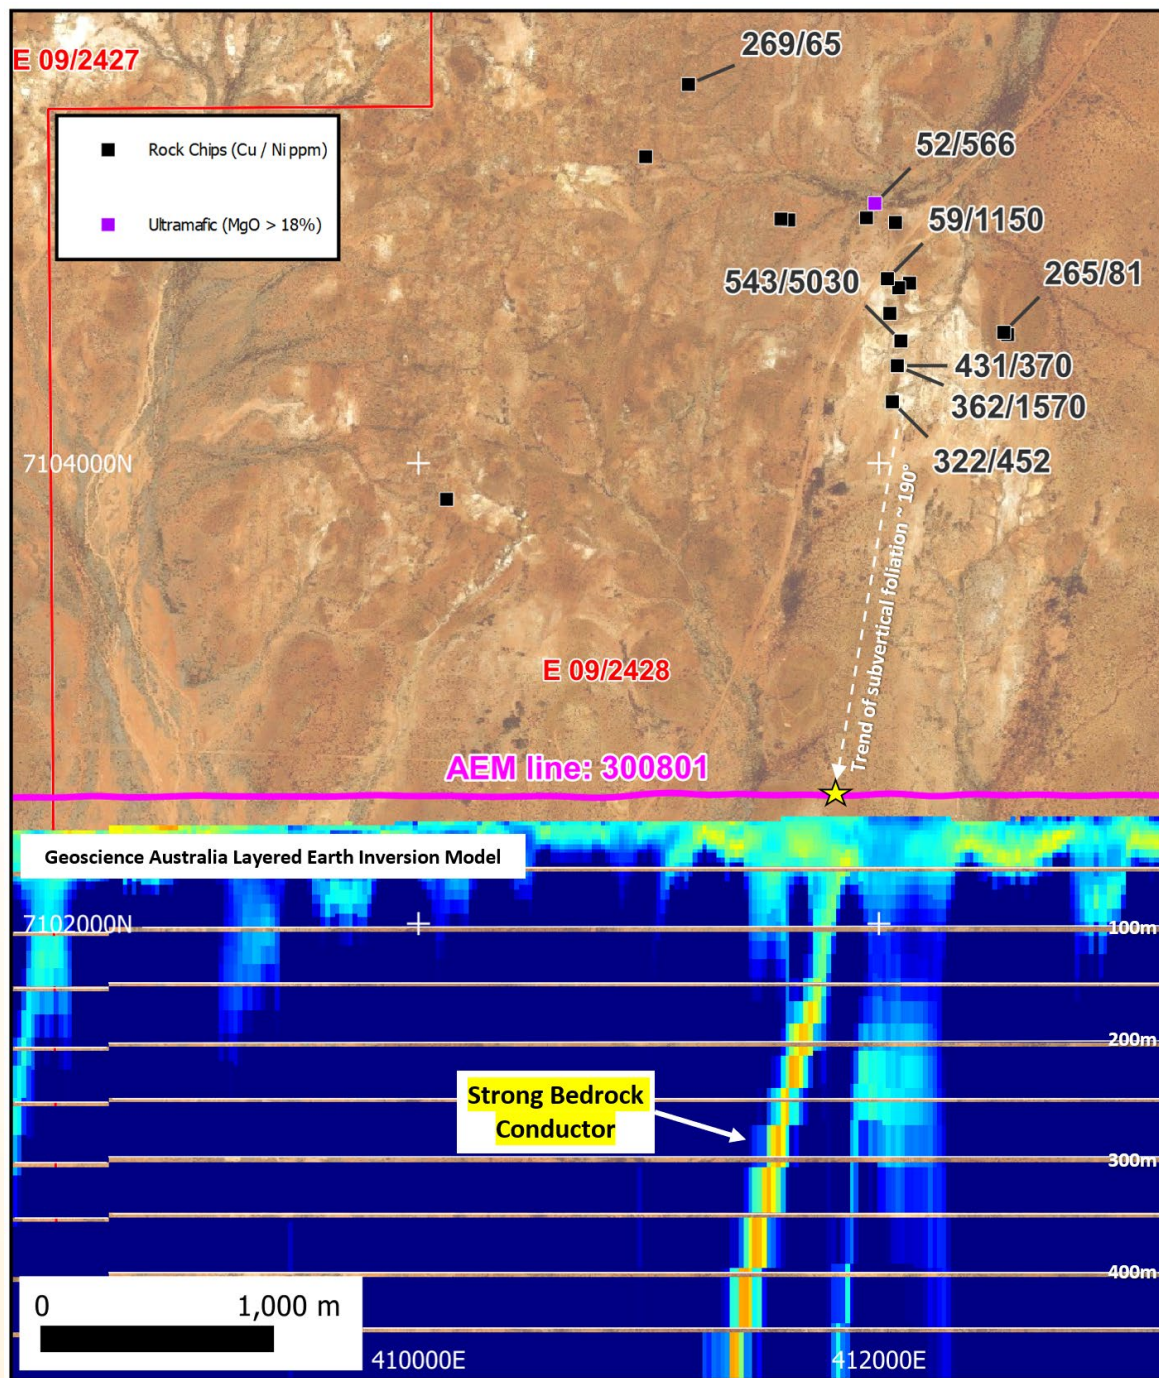 E 09/2427
269/65
Rock Chips (Cu / Ni ppm)
Ultramafic (MgO > 18%)
52/566
59/1150
543/5030
265/81
431/370
362/1570
322/452
7104000N
Trend of subvertical foliation ~ 190°
E 09/2428
AEM line: 300801
Geoscience Australia Layered Earth Inversion Model
7102000N
100m
200m
Strong Bedrock
Conductor
300m
400m
0 1,000 m
410000E
412000E